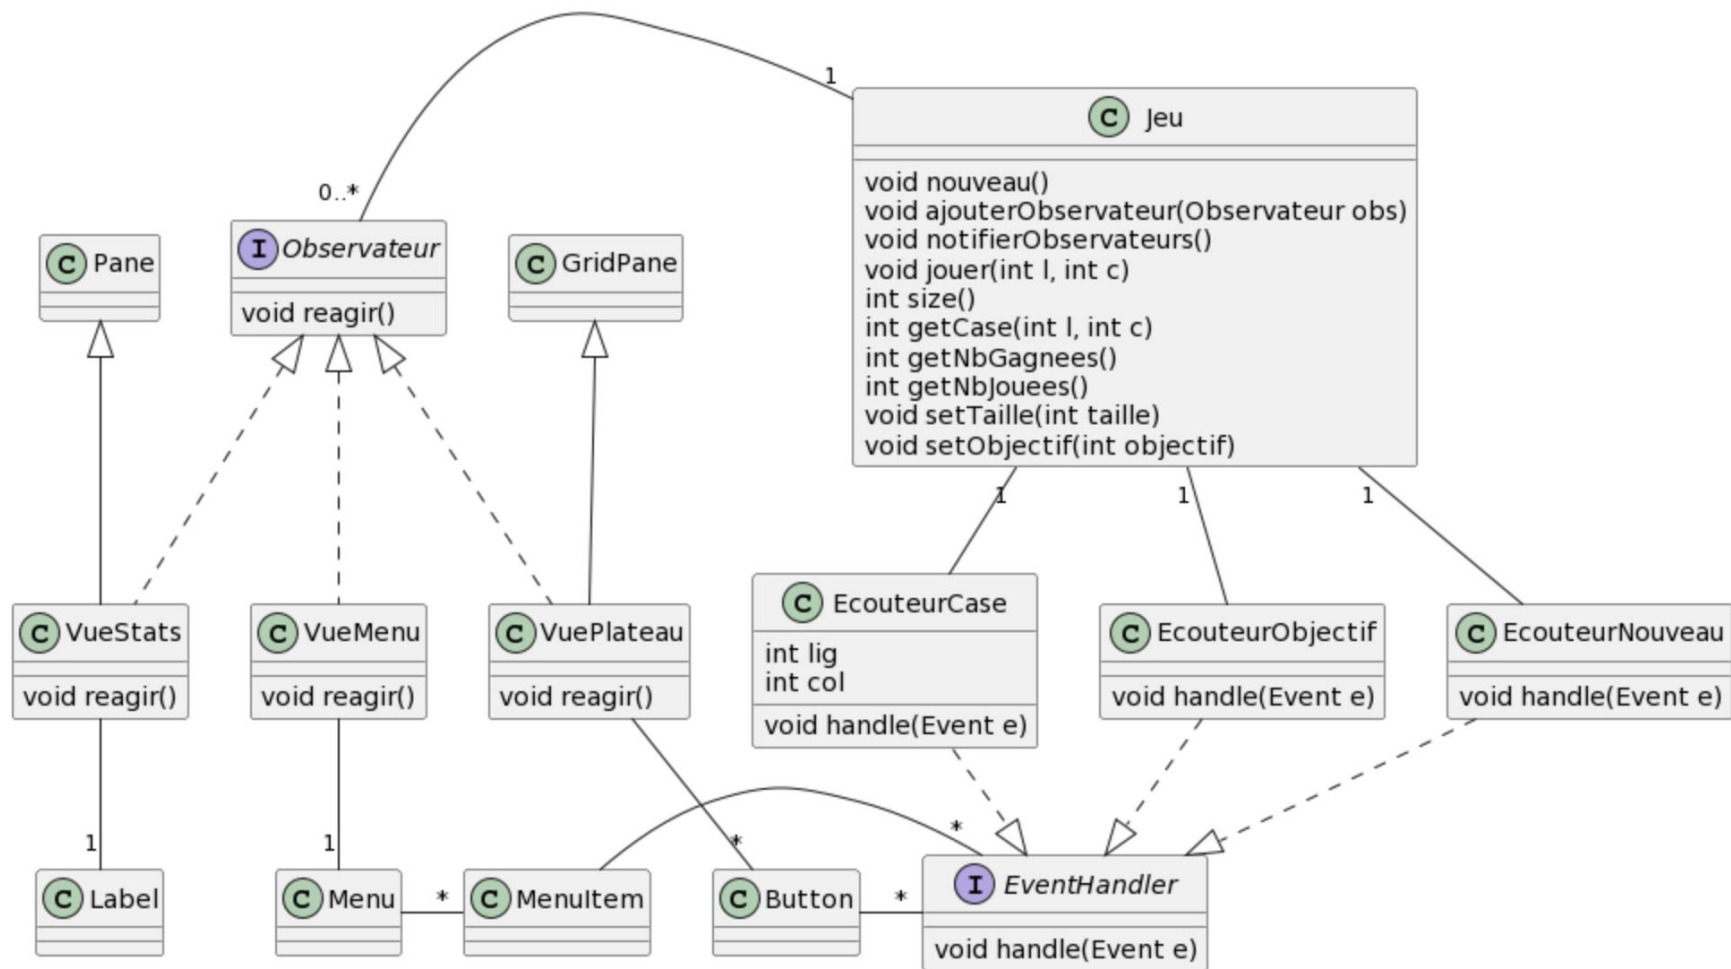 1
C Jeu
void nouveau()
void ajouterObservateur(Observateur obs)
void notifierObservateurs()
void jouer(int l, int c)
int size()
int getCase(int l, int c)
int getNbGagnees()
int getNbJouees()
void setTaille(int taille)
void setObjectif(int objectif)
0..*
C Pane
I Observateur
void reagir()
C GridPane
1
1
1
C VueStats
void reagir()
C VueMenu
void reagir()
C VuePlateau
void reagir()
C EcouteurCase
int lig
int col
void handle(Event e)
C EcouteurObjectif
void handle(Event e)
C EcouteurNouveau
void handle(Event e)
1
1
*
*
C Label
C Menu
*
C MenuItem
C Button
*
I EventHandler
void handle(Event e)